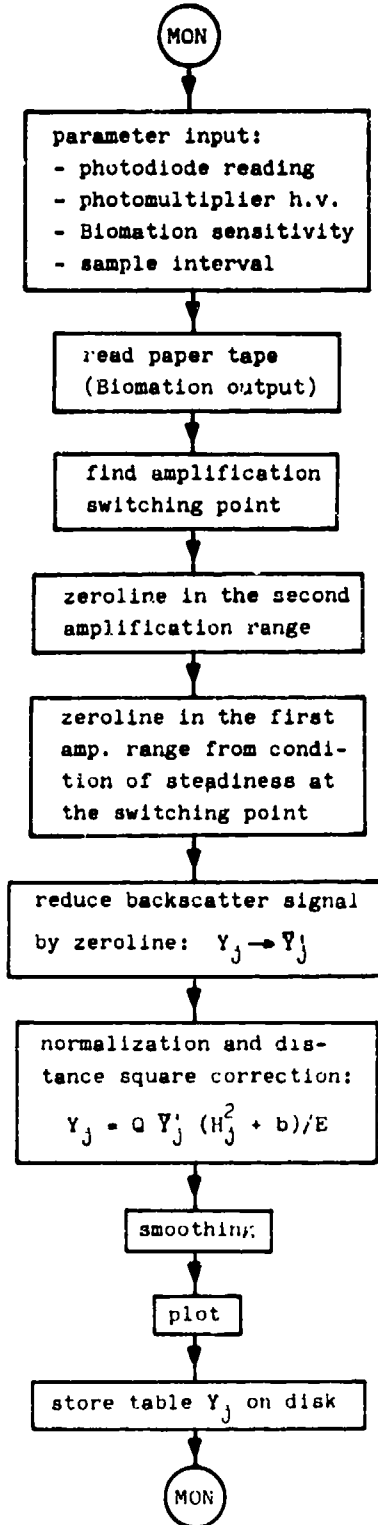 MON
parameter input:
- photodiode reading
- photomultiplier h.v.
- Biomation sensitivity
- sample interval
read paper tape
(Biomation output)
find amplification
switching point
zeroline in the second
amplification range
zeroline in the first
amp. range from condi-
tion of steadiness at
the switching point
reduce backscatter signal
by zeroline: Y_j → Y̅'_j
normalization and dis-
tance square correction:
Y_j = Q Y̅'_j (H_j^2 + b)/E
smoothing
plot
store table Y_j on disk
MON